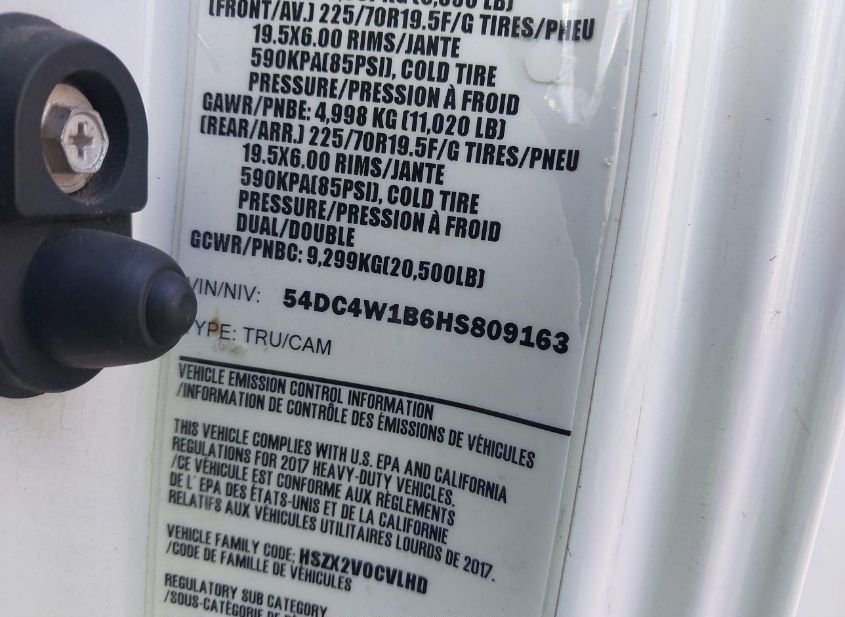 (FRONT/AV.) 225/70R19.5F/G TIRES/PNEU
19.5X6.00 RIMS/JANTE
590KPA(85PSI), COLD TIRE
PRESSURE/PRESSION À FROID
GAWR/PNBE: 4,998 KG (11,020 LB)
(REAR/ARR.) 225/70R19.5F/G TIRES/PNEU
19.5X6.00 RIMS/JANTE
590KPA(85PSI), COLD TIRE
PRESSURE/PRESSION À FROID
DUAL/DOUBLE
GCWR/PNBC: 9,299KG(20,500LB)
VIN/NIV: 54DC4W1B6HS809163
TYPE: TRU/CAM
VEHICLE EMISSION CONTROL INFORMATION
/INFORMATION DE CONTRÔLE DES ÉMISSIONS DE VÉHICULES
THIS VEHICLE COMPLIES WITH U.S. EPA AND CALIFORNIA
REGULATIONS FOR 2017 HEAVY-DUTY VEHICLES.
/CE VÉHICULE EST CONFORME AUX RÈGLEMENTS
DE L'EPA DES ÉTATS-UNIS ET DE LA CALIFORNIE
RELATIFS AUX VÉHICULES UTILITAIRES LOURDS DE 2017.
VEHICLE FAMILY CODE: HSZX2VOCVLHD
/CODE DE FAMILLE DE VÉHICULES
REGULATORY SUB CATEGORY
/SOUS-CATÉGORIE DE